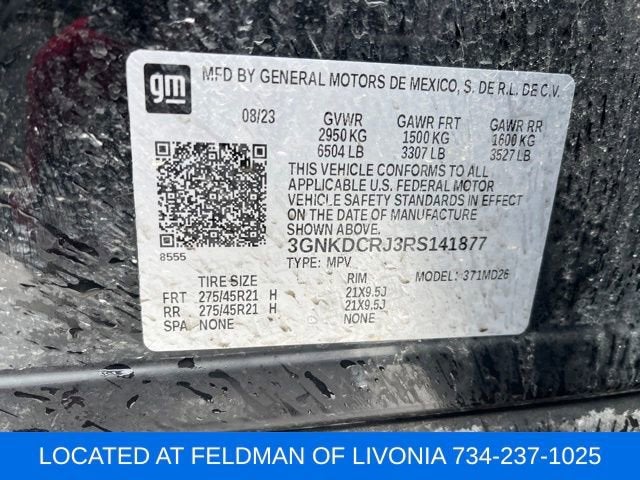 gm
MFD BY GENERAL MOTORS DE MEXICO, S. DE R.L. DE C.V.
08/23 GVWR GAWR FRT GAWR RR
2950 KG 1500 KG 1600 KG
6504 LB 3307 LB 3527 LB
THIS VEHICLE CONFORMS TO ALL
APPLICABLE U.S. FEDERAL MOTOR
VEHICLE SAFETY STANDARDS IN EFFECT ON THE DATE OF
3GNKDCRJ3RS141877
8555
TYPE: MPV MODEL: 371MD26
TIRE SIZE RIM
FRT 275/45R21 H 21X9.5J
RR 275/45R21 H 21X9.5J
SPA NONE NONE
LOCATED AT FELDMAN OF LIVONIA 734-237-1025